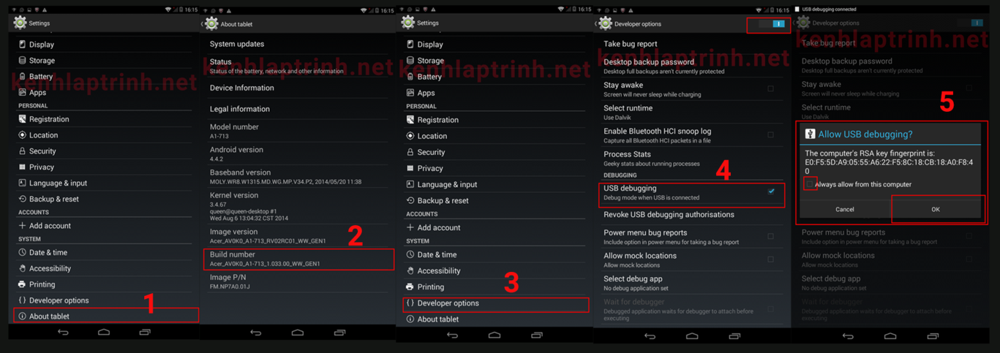 16:15
Settings
Display
Storage
Battery
kenhlaptrinh.net
Apps
PERSONAL
Registration
Location
Security
Privacy
Language & input
Backup & reset
ACCOUNTS
Add account
SYSTEM
Date & time
Accessibility
Printing
Developer options
1
About tablet
16:15
About tablet
System updates
Status
kenhlaptrinh.net
Status of the battery, network and other information
Device Information
Legal information
Model number
A1-713
Android version
4.4.2
Baseband version
MOLY.WR8.W1315.MD.WG.MP.V34.P2, 2014/05/20 11:38
Kernel version
3.4.67
queen@queen-desktop #1
Wed Aug 6 13:04:32 CST 2014
Image version
Acer_AV0K0_A1-713_RV02RC01_WW_GEN1
2
Build number
Acer_AV0K0_A1-713_1.033.00_WW_GEN1
Image P/N
FM.NP7A0.01J
16:15
Settings
Display
Storage
kenhlaptrinh.net
Battery
Apps
PERSONAL
Registration
Location
Security
Privacy
Language & input
Backup & reset
ACCOUNTS
Add account
SYSTEM
Date & time
Accessibility
Printing
3
Developer options
About tablet
16:15
Developer options
Take bug report
kenhlaptrinh.net
Desktop backup password
Desktop full backups aren't currently protected
Stay awake
Screen will never sleep while charging
Select runtime
Use Dalvik
Enable Bluetooth HCI snoop log
Capture all Bluetooth HCI packets in a file
Process Stats
Geeky stats about running processes
4
DEBUGGING
USB debugging
Debug mode when USB is connected
Revoke USB debugging authorisations
Power menu bug reports
Include option in power menu for taking a bug report
Allow mock locations
Allow mock locations
Select debug app
No debug application set
Wait for debugger
Debugged application waits for debugger to attach before
executing
USB debugging connected
Developer options
Take bug report
kenhlaptrinh.net
Desktop backup password
Desktop full backups aren't currently protected
Stay awake
Screen will never sleep while charging
5
Select runtime
Use Dalvik
Allow USB debugging?
The computer's RSA key fingerprint is:
E0:F5:5D:A9:05:55:A6:22:F5:8C:18:CB:18:A0:F8:4
0
Always allow from this computer
Cancel
OK
Power menu bug reports
Include option in power menu for taking a bug report
Allow mock locations
Allow mock locations
Select debug app
No debug application set
Wait for debugger
Debugged application waits for debugger to attach before
executing